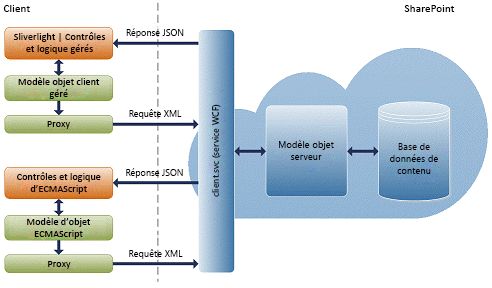 Client
SharePoint
Sliverlight | Contrôles
et logique gérés
Réponse JSON
Modèle objet client
géré
Proxy
Requête XML
client.svc (service WCF)
Modèle objet
serveur
Base de
données de
contenu
Contrôles et logique
d'ECMAScript
Réponse JSON
Modèle d'objet
ECMAScript
Proxy
Requête XML